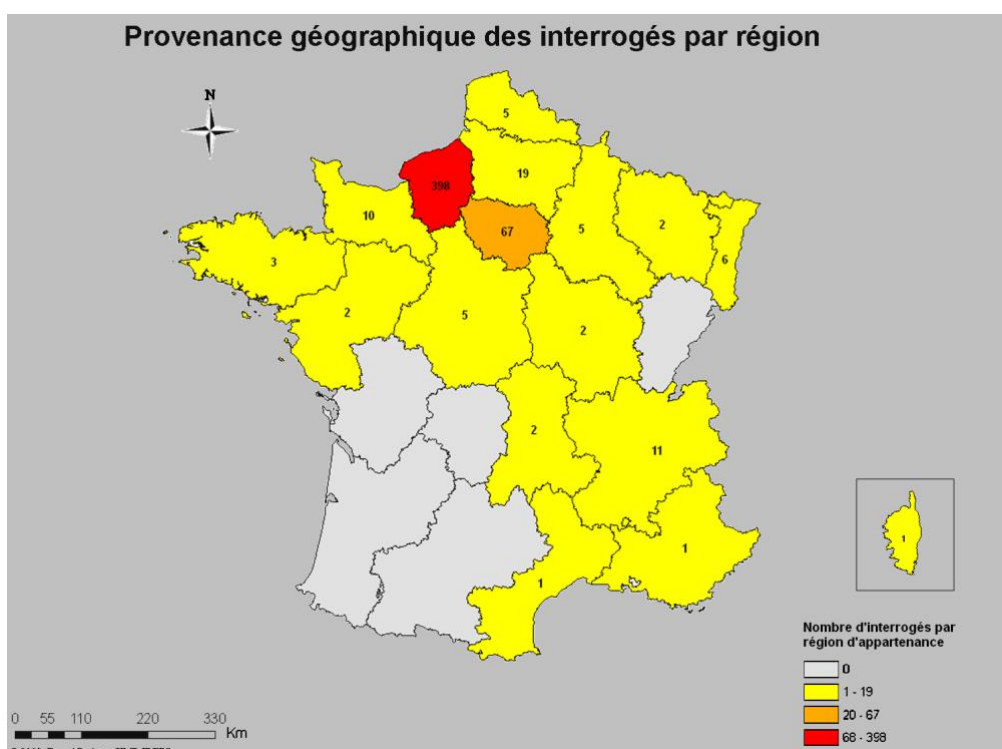 Provenance géographique des interrogés par région
N
5
398
19
10
67
5
2
6
3
2
5
2
2
11
1
1
1
Nombre d'interrogés par
région d'appartenance
0
1 - 19
20 - 67
68 - 398
0 55 110 220 330
Km